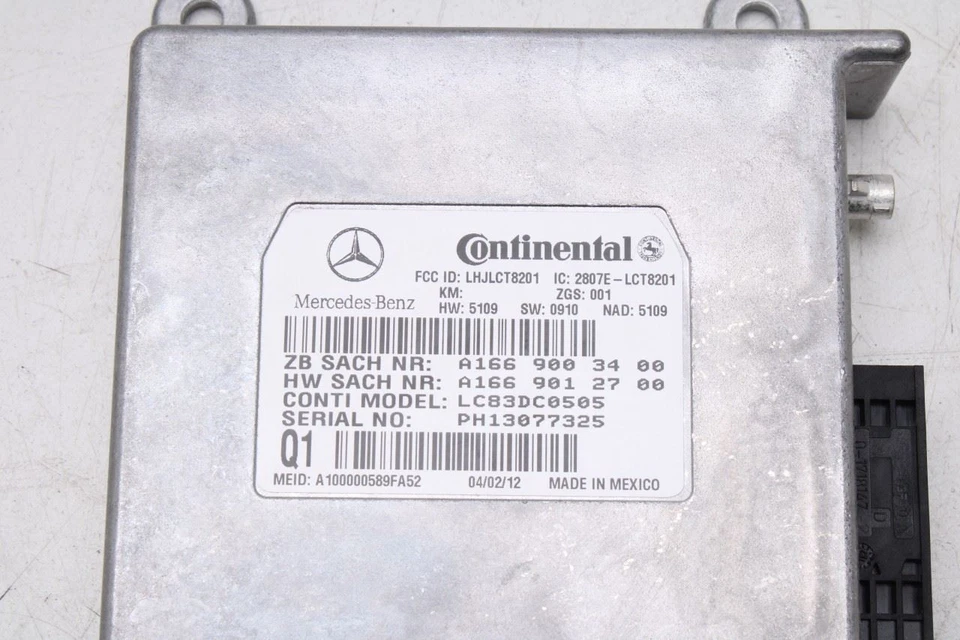 Continental
FCC ID: LHJLCT8201 IC: 2807E-LCT8201
KM: ZGS: 001
Mercedes-Benz HW: 5109 SW: 0910 NAD: 5109
ZB SACH NR: A166 900 34 00
HW SACH NR: A166 901 27 00
CONTI MODEL: LC83DC0505
SERIAL NO: PH13077325
Q1
MEID: A100000589FA52 04/02/12 MADE IN MEXICO